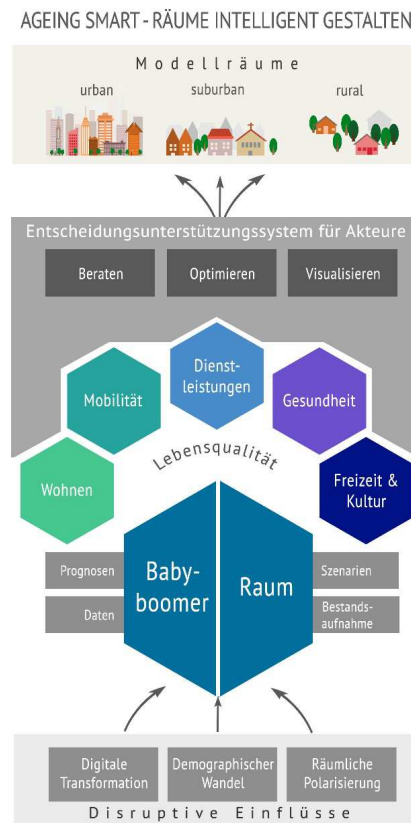 AGEING SMART - RÄUME INTELLIGENT GESTALTEN
Modellräume
urban
suburban
rural
Entscheidungsunterstützungssystem für Akteure
Beraten
Optimieren
Visualisieren
Dienst-
leistungen
Mobilität
Gesundheit
Lebensqualität
Wohnen
Freizeit &
Kultur
Prognosen
Daten
Baby-
boomer
Raum
Szenarien
Bestands-
aufnahme
Digitale
Transformation
Demographischer
Wandel
Räumliche
Polarisierung
Disruptive Einflüsse